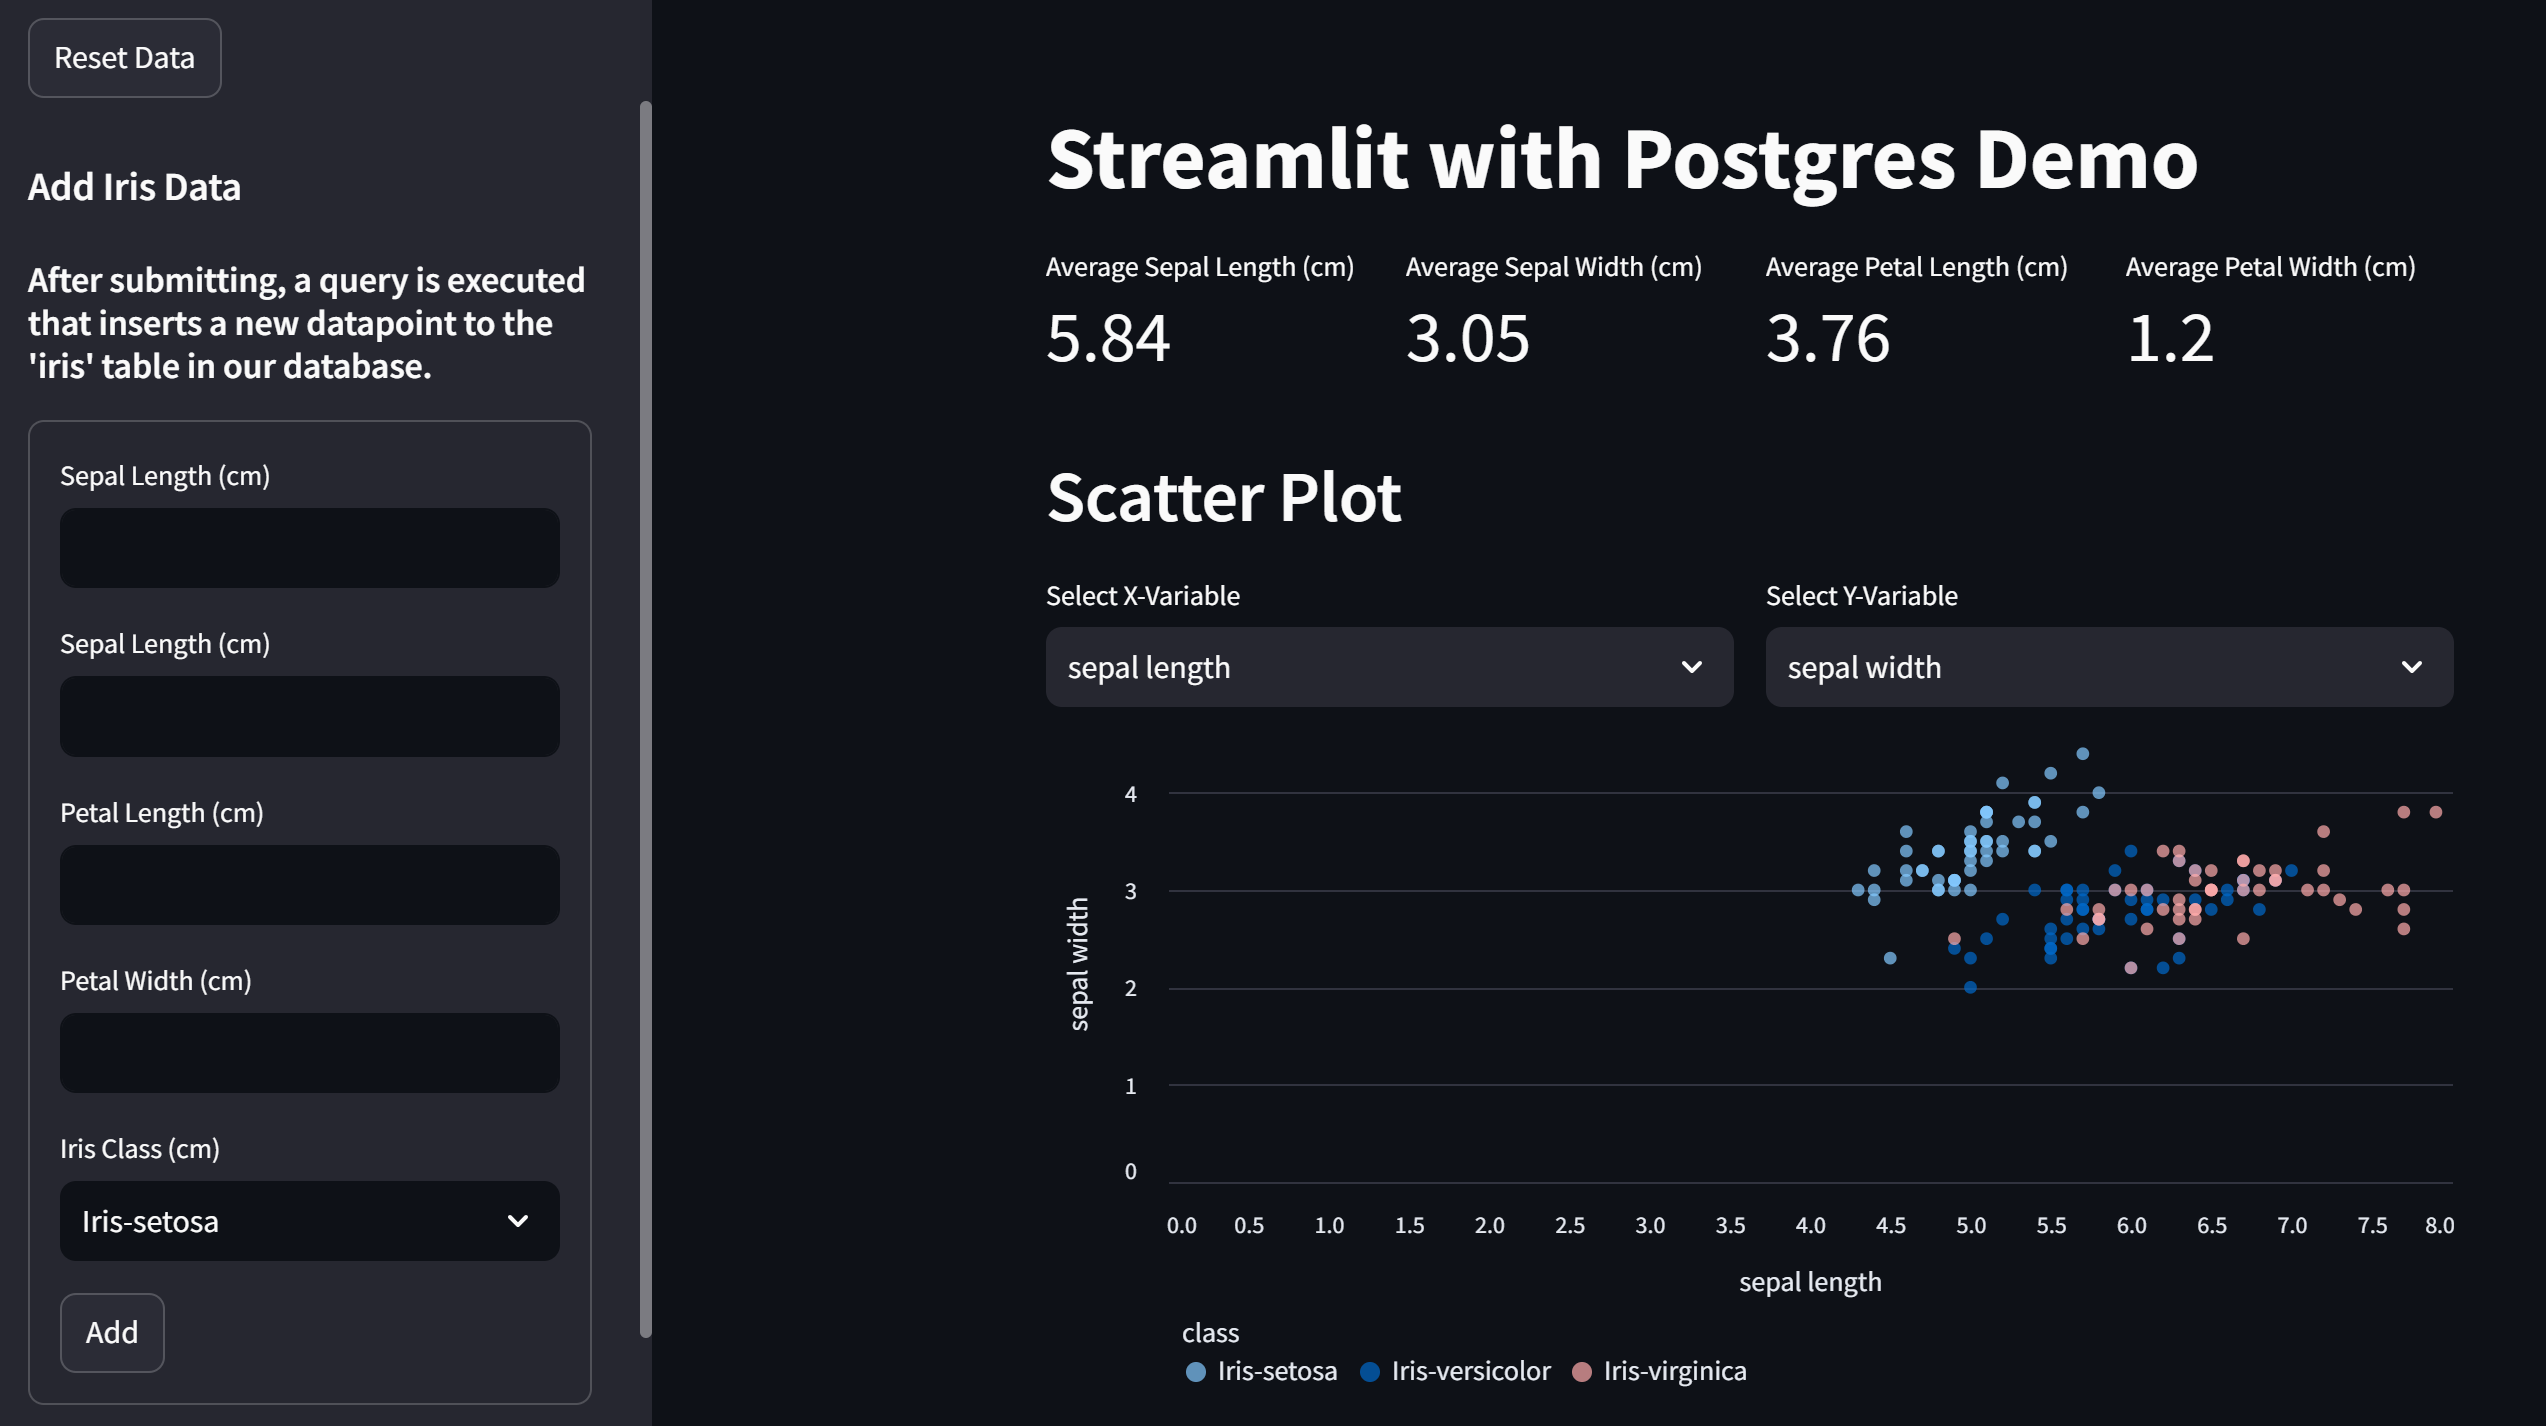 Reset Data
Add Iris Data
After submitting, a query is executed
that inserts a new datapoint to the
'iris' table in our database.
Sepal Length (cm)
Sepal Length (cm)
Petal Length (cm)
Petal Width (cm)
Iris Class (cm)
Iris-setosa
Add
Streamlit with Postgres Demo
Average Sepal Length (cm)
5.84
Average Sepal Width (cm)
3.05
Average Petal Length (cm)
3.76
Average Petal Width (cm)
1.2
Scatter Plot
Select X-Variable
sepal length
Select Y-Variable
sepal width
sepal width
4
3
2
1
0
0.0 0.5 1.0 1.5 2.0 2.5 3.0 3.5 4.0 4.5 5.0 5.5 6.0 6.5 7.0 7.5 8.0
sepal length
class
Iris-setosa Iris-versicolor Iris-virginica